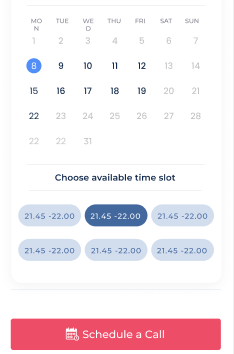 MO TUE WE THU FRI SAT SUN
N D
1 2 3 4 5 6 7
8 9 10 11 12 13 14
15 16 17 18 19 20 21
22 23 24 25 26 27 28
22 22 31
Choose available time slot
21.45 -22.00 21.45 -22.00 21.45 -22.00
21.45 -22.00 21.45 -22.00 21.45 -22.00
Schedule a Call